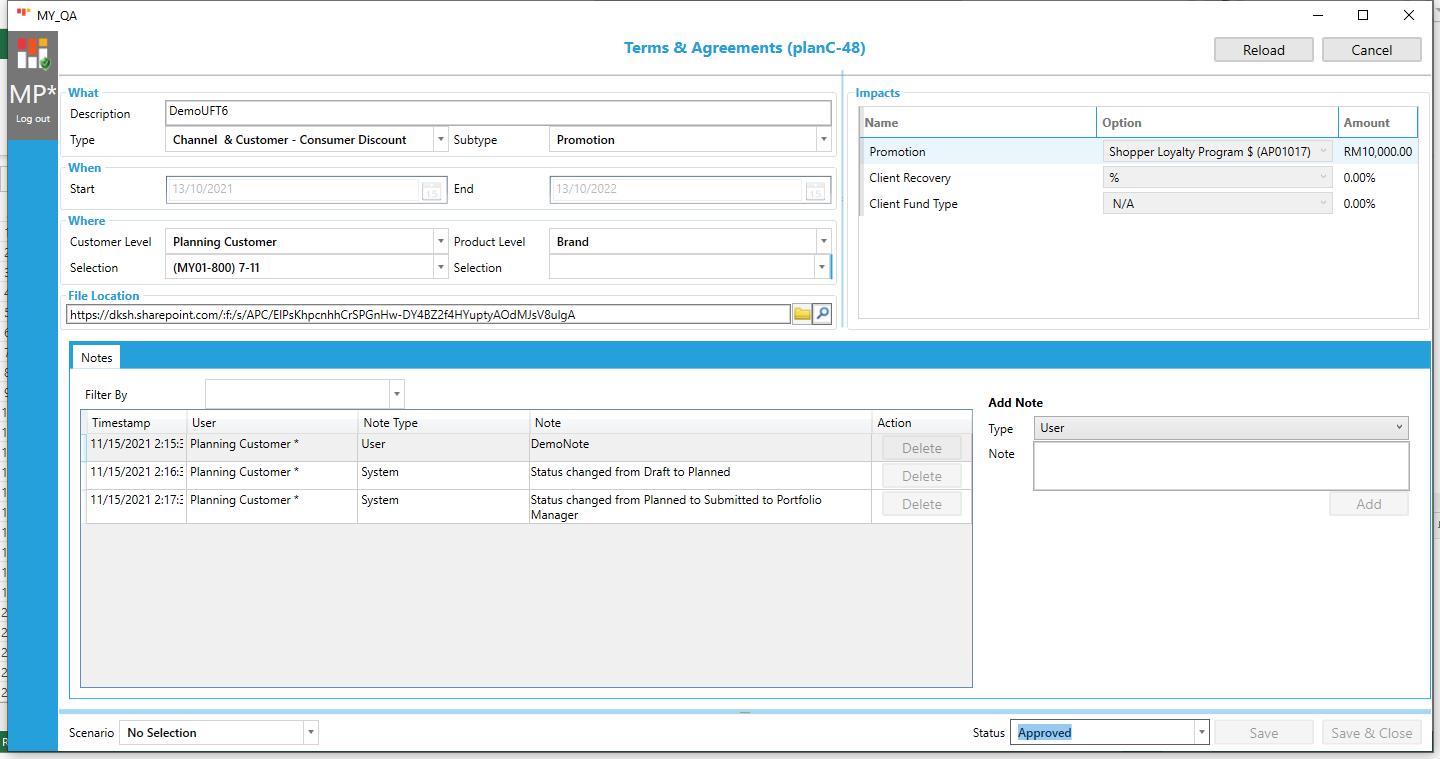 MY_QA
MP*
Log out
Terms & Agreements (planC-48)
Reload
Cancel
What
Description
DemoUFT6
Type
Channel & Customer - Consumer Discount
Subtype
Promotion
When
Start
13/10/2021
15
End
13/10/2022
15
Where
Customer Level
Planning Customer
Product Level
Brand
Selection
(MY01-800) 7-11
Selection
File Location
https://dksh.sharepoint.com/:f:/s/APC/EIPsKhpcnhhCrSPGnHw-DY4BZ2f4HYuptyAOdMJsV8uIgA
Impacts
Name Option Amount
Promotion Shopper Loyalty Program $ (AP01017) RM10,000.00
Client Recovery % 0.00%
Client Fund Type N/A 0.00%
Notes
Filter By
Timestamp User Note Type Note Action
11/15/2021 2:15:3 Planning Customer * User DemoNote Delete
11/15/2021 2:16:3 Planning Customer * System Status changed from Draft to Planned Delete
11/15/2021 2:17:3 Planning Customer * System Status changed from Planned to Submitted to Portfolio Delete
Manager
Add Note
Type User
Note
Add
Scenario No Selection
Status Approved Save Save & Close